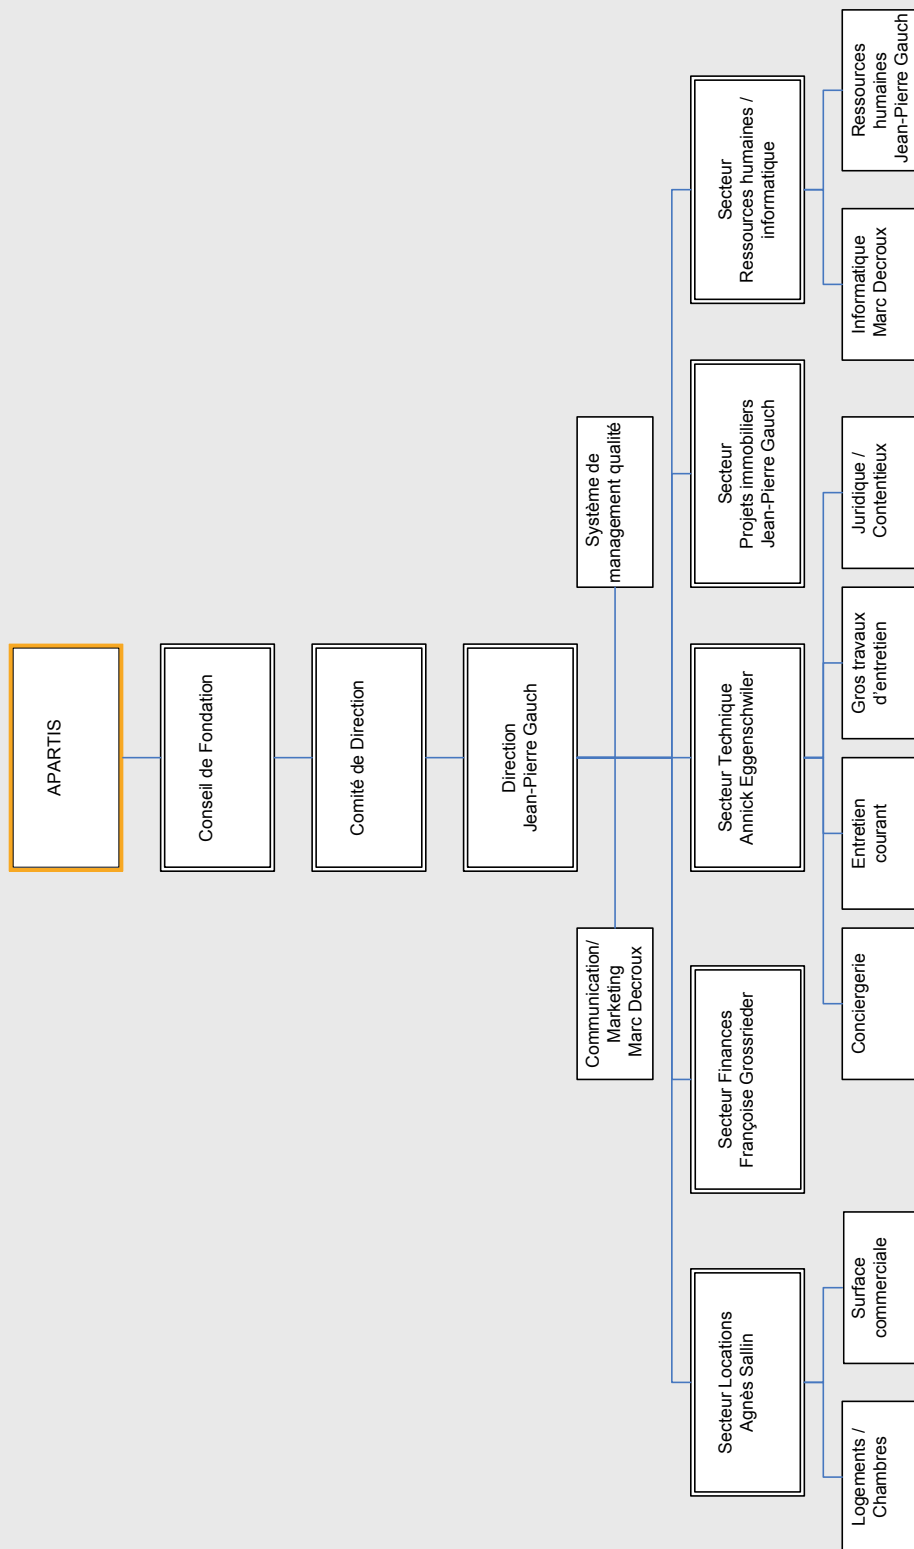 APARTIS
Conseil de Fondation
Comité de Direction
Direction
Jean-Pierre Gauch
Communication/
Marketing
Marc Decroux
Système de
management qualité
Secteur Locations
Agnès Sallin
Secteur Finances
Françoise Grossrieder
Secteur Technique
Annick Eggenschwiler
Secteur
Projets immobiliers
Jean-Pierre Gauch
Secteur
Ressources humaines /
informatique
Logements /
Chambres
Surface
commerciale
Conciergerie
Entretien
courant
Gros travaux
d'entretien
Juridique /
Contentieux
Informatique
Marc Decroux
Ressources
humaines
Jean-Pierre Gauch